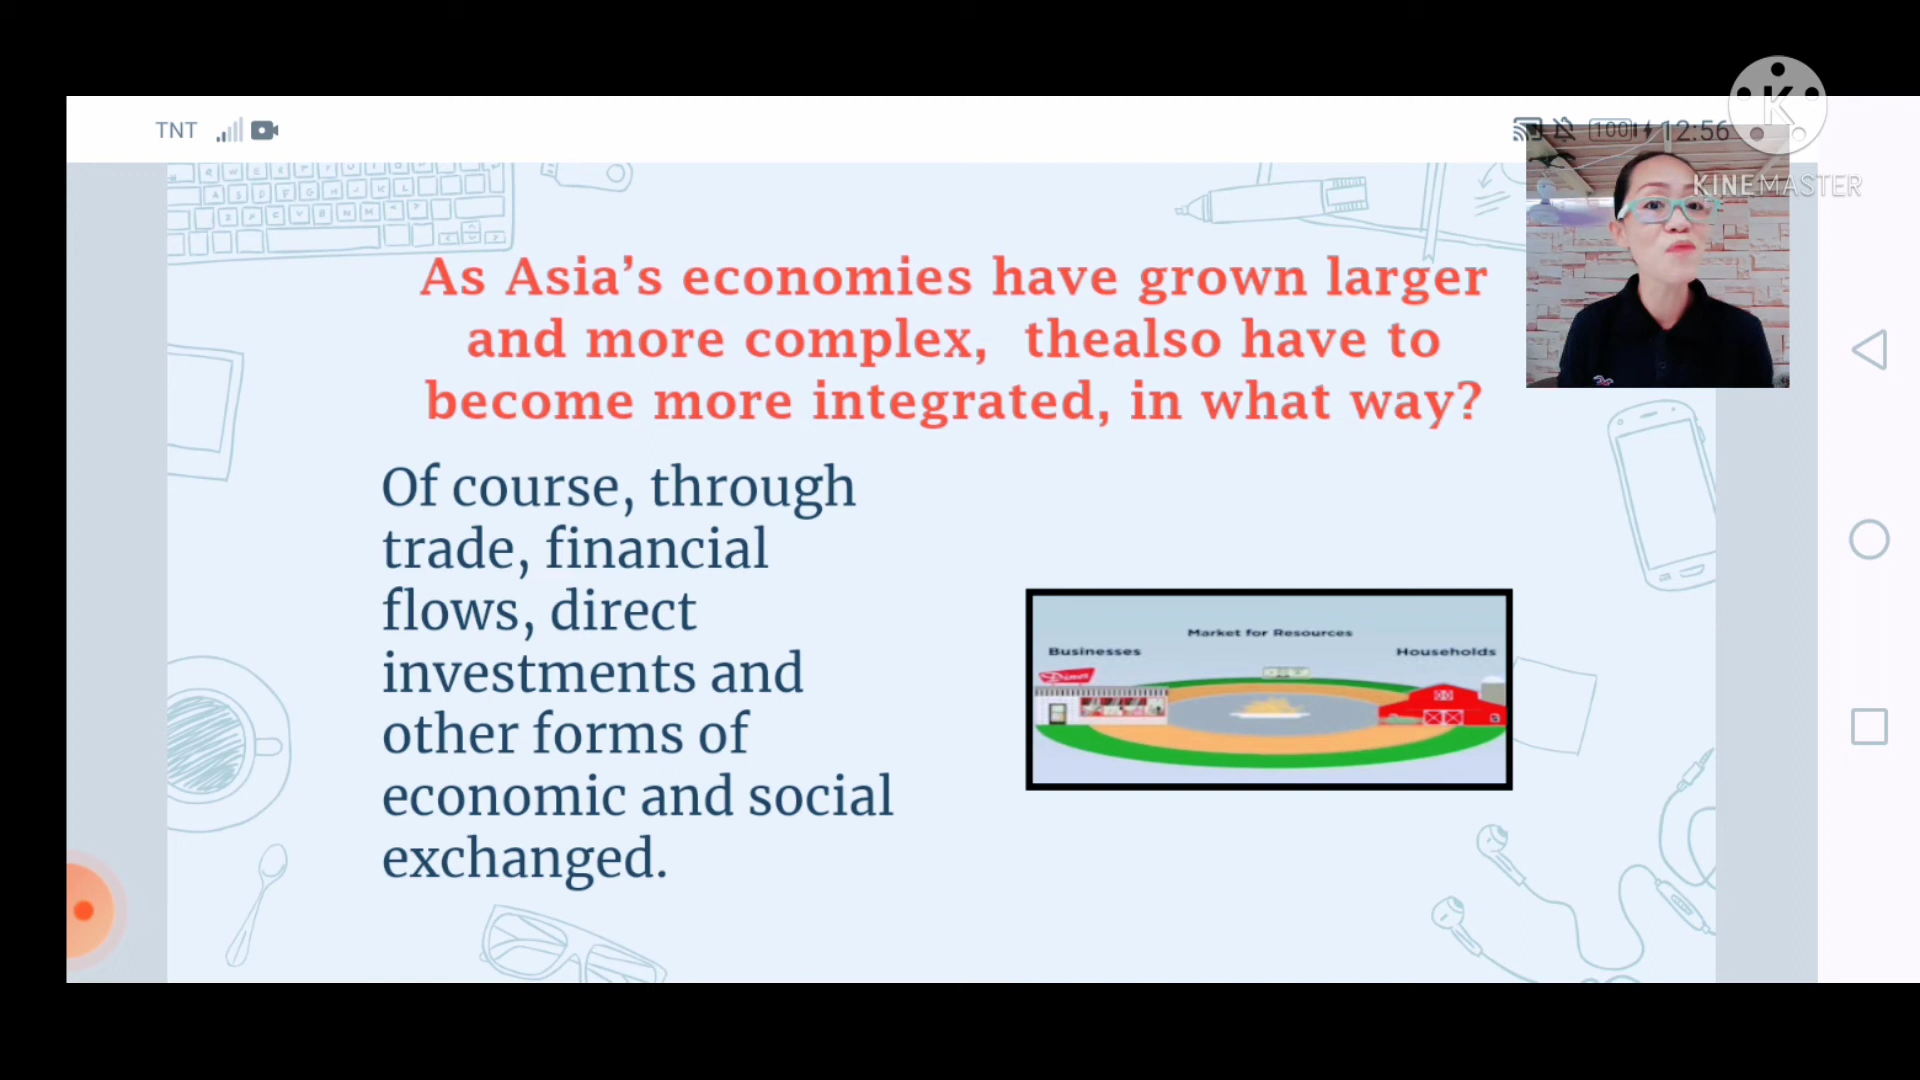 TNT
100 12:56
K
KINEMASTER
As Asia's economies have grown larger
and more complex, thealso have to
become more integrated, in what way?
Of course, through
trade, financial
flows, direct
investments and
other forms of
economic and social
exchanged.
Market for Resources
Businesses
Households
Diner